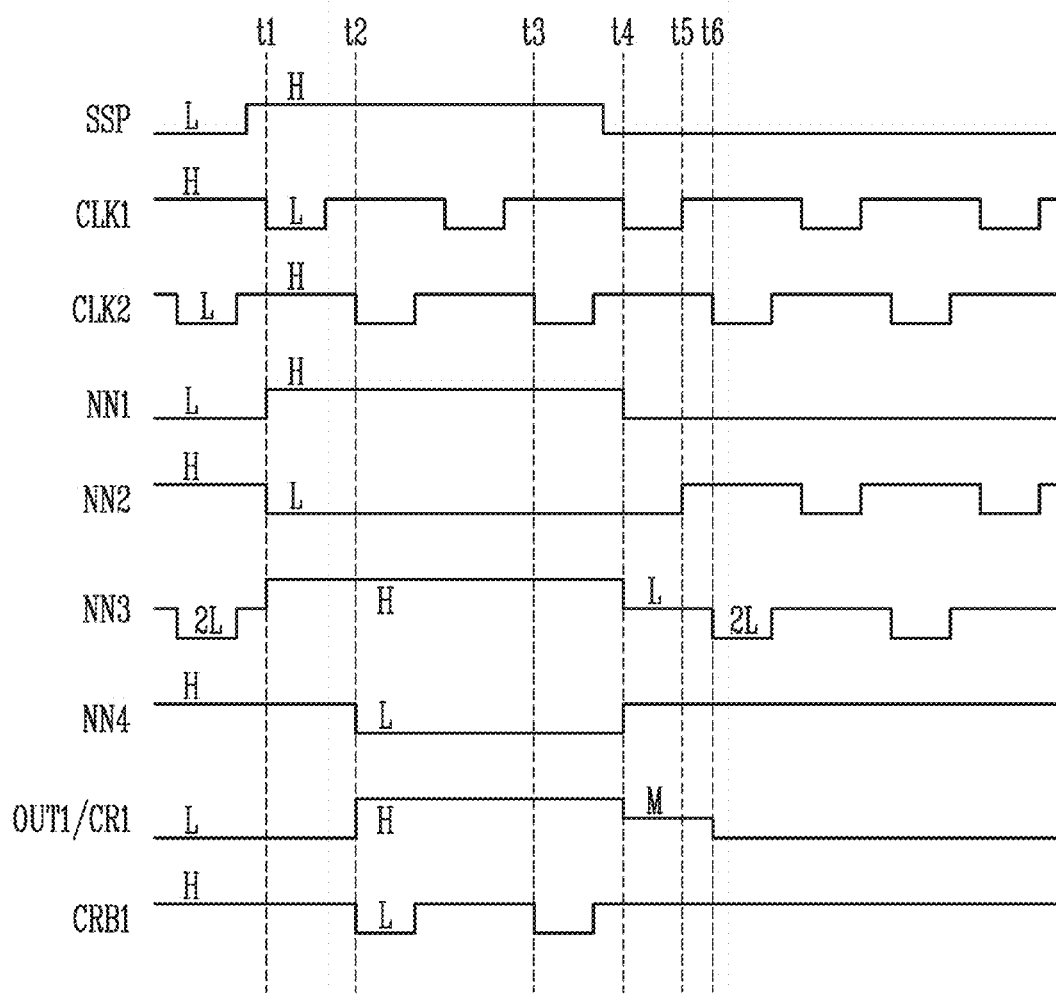 t1 t2 t3 t4 t5 t6
H
SSP L
H
CLK1 L
H
CLK2 L
H
NN1 L
H
NN2 L
L
NN3 2L H 2L
H
NN4 L
M
OUT1/CR1 L H
H
CRB1 L